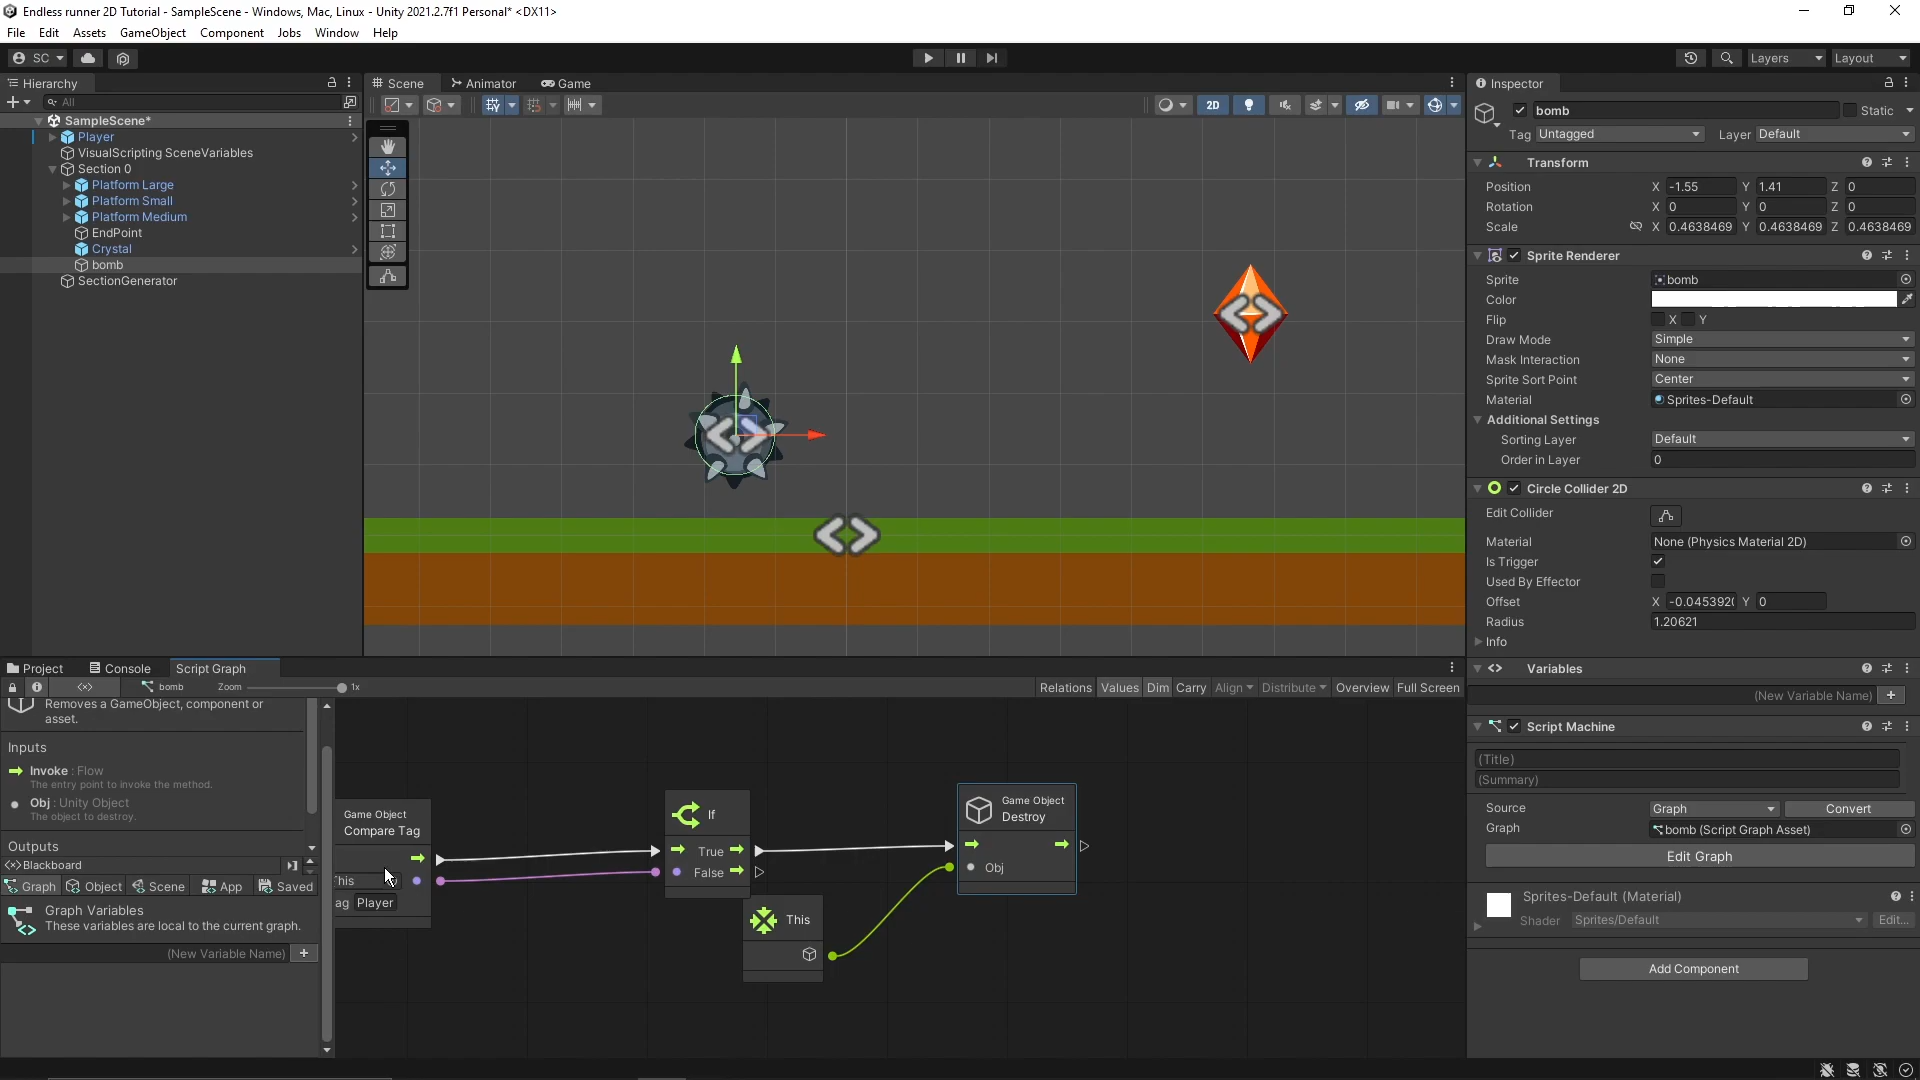 Endless runner 2D Tutorial - SampleScene - Windows, Mac, Linux - Unity 2021.2.7f1 Personal* <DX11>
File Edit Assets GameObject Component Jobs Window Help
SC Layers Layout
Hierarchy Scene Animator Game Inspector
All 2D bomb Static
Tag Untagged Layer Default
SampleScene*
Player
VisualScripting SceneVariables
Section 0
Platform Large
Platform Small
Platform Medium
EndPoint
Crystal
bomb
SectionGenerator
Transform
Position X -1.55 Y 1.41 Z 0
Rotation X 0 Y 0 Z 0
Scale X 0.4638469 Y 0.4638469 Z 0.4638469
Sprite Renderer
Sprite bomb
Color
Flip X Y
Draw Mode Simple
Mask Interaction None
Sprite Sort Point Center
Material Sprites-Default
Additional Settings
Sorting Layer Default
Order in Layer 0
Circle Collider 2D
Edit Collider
Material None (Physics Material 2D)
Is Trigger
Used By Effector
Offset X -0.045392( Y 0
Radius 1.20621
Info
Variables
(New Variable Name)
Script Machine
(Title)
(Summary)
Source Graph Convert
Graph bomb (Script Graph Asset)
Edit Graph
Sprites-Default (Material)
Shader Sprites/Default Edit...
Add Component
Project Console Script Graph
bomb Zoom 1x Relations Values Dim Carry Align Distribute Overview Full Screen
Removes a GameObject, component or
asset.
Inputs
Invoke : Flow
The entry point to invoke the method.
Obj : Unity Object
The object to destroy.
Outputs
Blackboard
Graph Object Scene App Saved
Graph Variables
These variables are local to the current graph.
(New Variable Name)
Game Object
Compare Tag
This
ag Player
If
True
False
This
Game Object
Destroy
Obj